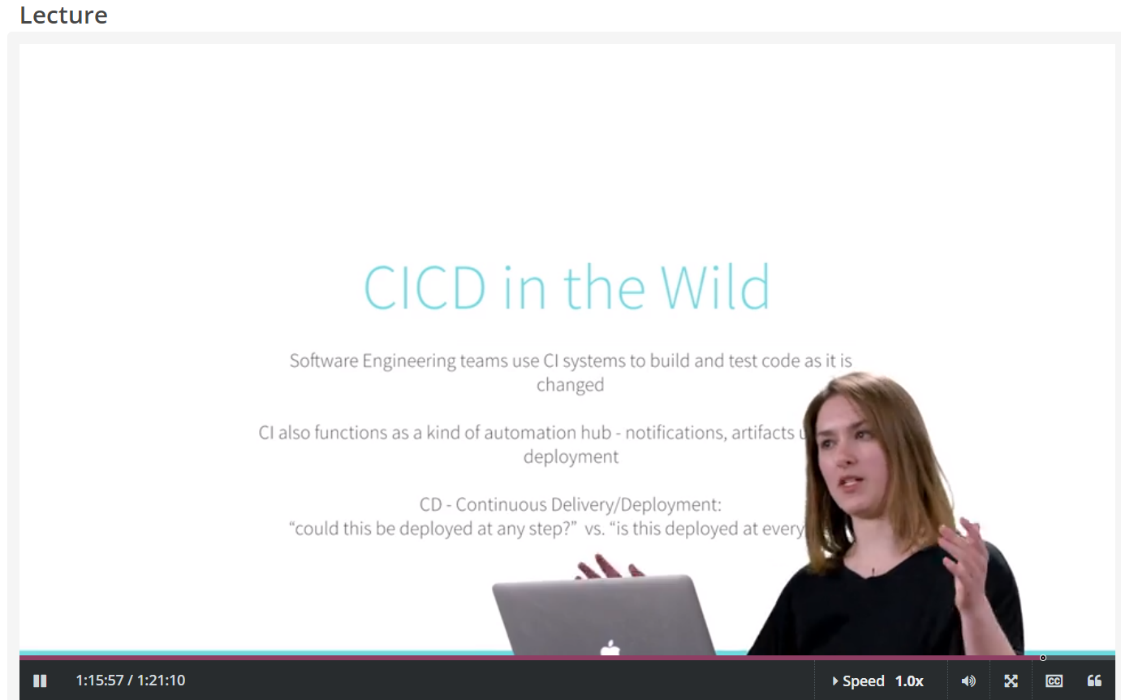 Lecture
CICD in the Wild
Software Engineering teams use CI systems to build and test code as it is
changed
CI also functions as a kind of automation hub - notifications, artifacts
deployment
CD - Continuous Delivery/Deployment:
“could this be deployed at any step?” vs. “is this deployed at every
1:15:57 / 1:21:10
Speed 1.0x
CC